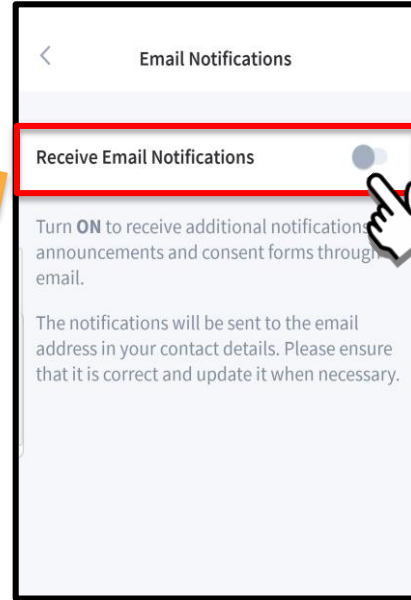 Email Notifications
Receive Email Notifications
Turn ON to receive additional notifications
announcements and consent forms through
email.
The notifications will be sent to the email
address in your contact details. Please ensure
that it is correct and update it when necessary.